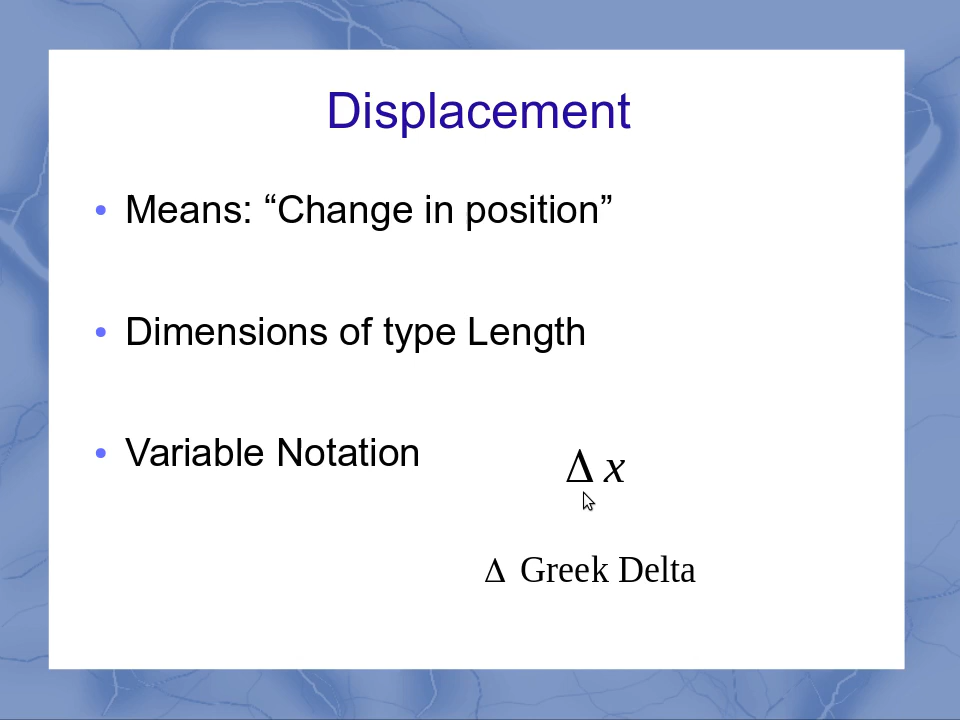 Displacement
• Means: “Change in position”
• Dimensions of type Length
• Variable Notation
Δ x
Δ Greek Delta